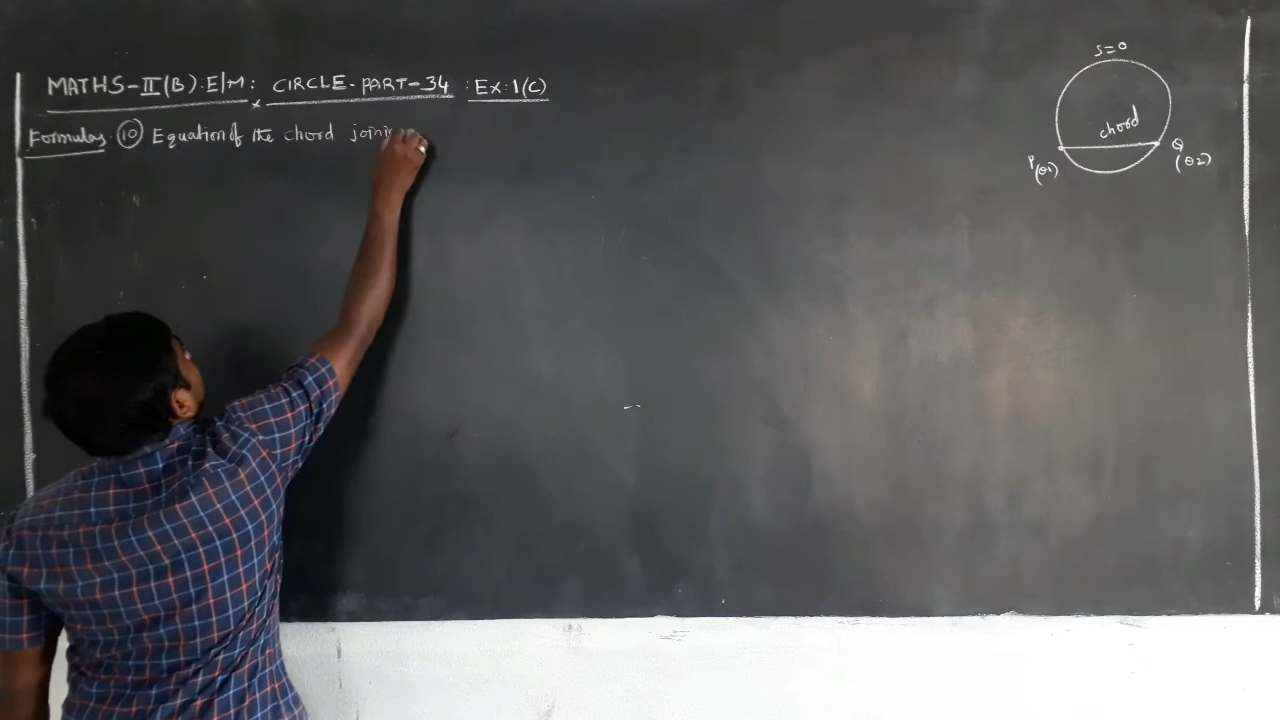 MATHS-II(B).E/M: CIRCLE-PART-34 : EX:1(C)
Formulas. (10) Equation of the chord joini
S=0
chord
P
(θ1)
Q
(θ2)